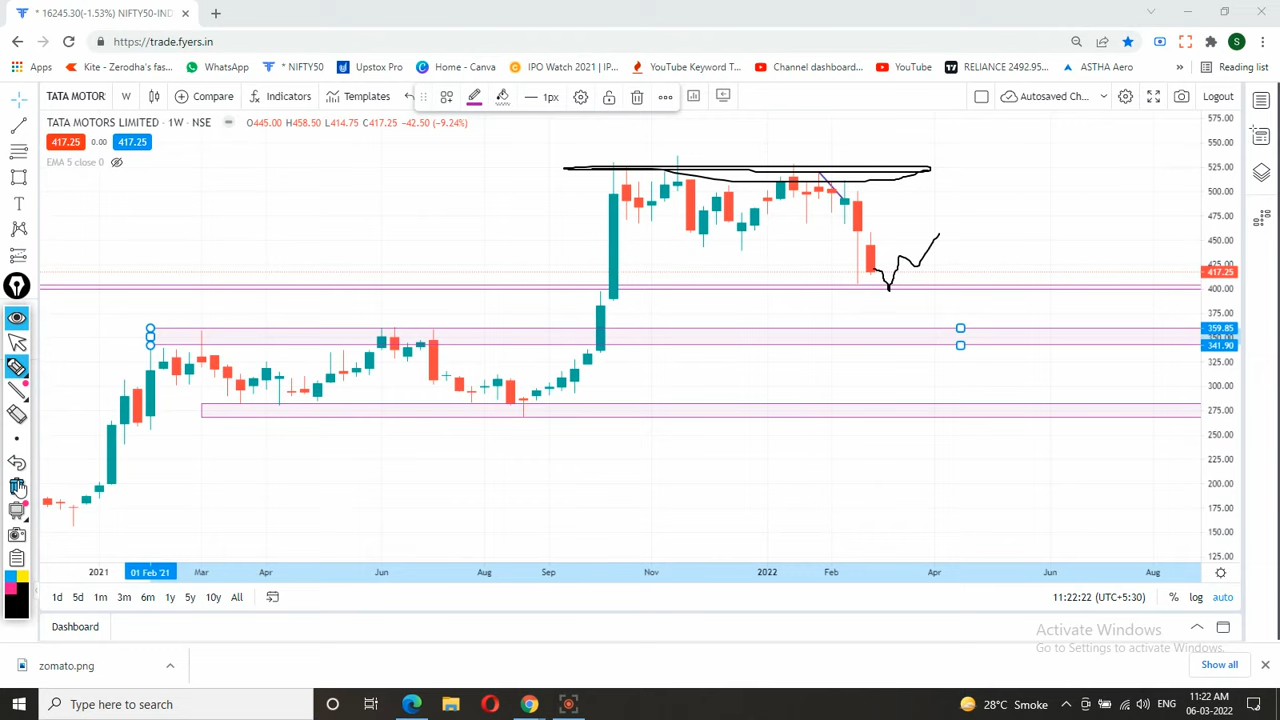 * 16245.30(-1.53%) NIFTY50-IND
https://trade.fyers.in
S
Apps Kite - Zerodha's fas... WhatsApp * NIFTY50 Upstox Pro Home - Canva IPO Watch 2021 | IP... YouTube Keyword T... Channel dashboard... YouTube RELIANCE 2492.95... ASTHA Aero » Reading list
TATA MOTOR W Compare Indicators Templates 1px Autosaved Ch... Logout
TATA MOTORS LIMITED · 1W · NSE O445.00 H458.50 L414.75 C417.25 -42.50 (-9.24%)
417.25 0.00 417.25
EMA 5 close 0
575.00
550.00
525.00
500.00
475.00
450.00
425.00
417.25
400.00
375.00
359.85
350.00
341.90
325.00
300.00
275.00
250.00
225.00
200.00
175.00
150.00
125.00
2021 01 Feb '21 Mar Apr Jun Aug Sep Nov 2022 Feb Apr Jun Aug
1d 5d 1m 3m 6m 1y 5y 10y All 11:22:22 (UTC+5:30) % log auto
Dashboard
Activate Windows
Go to Settings to activate Windows.
zomato.png Show all
Type here to search 28°C Smoke ENG 11:22 AM
06-03-2022